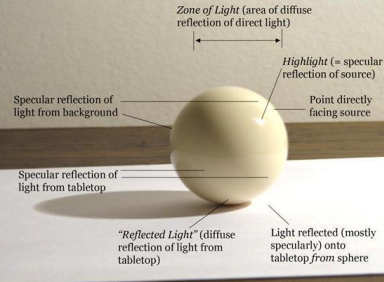 Zone of Light (area of diffuse
reflection of direct light)
Highlight (= specular
reflection of source)
Specular reflection of
light from background
Point directly
facing source
Specular reflection of
light from tabletop
“Reflected Light” (diffuse
reflection of light from
tabletop)
Light reflected (mostly
specularly) onto
tabletop from sphere